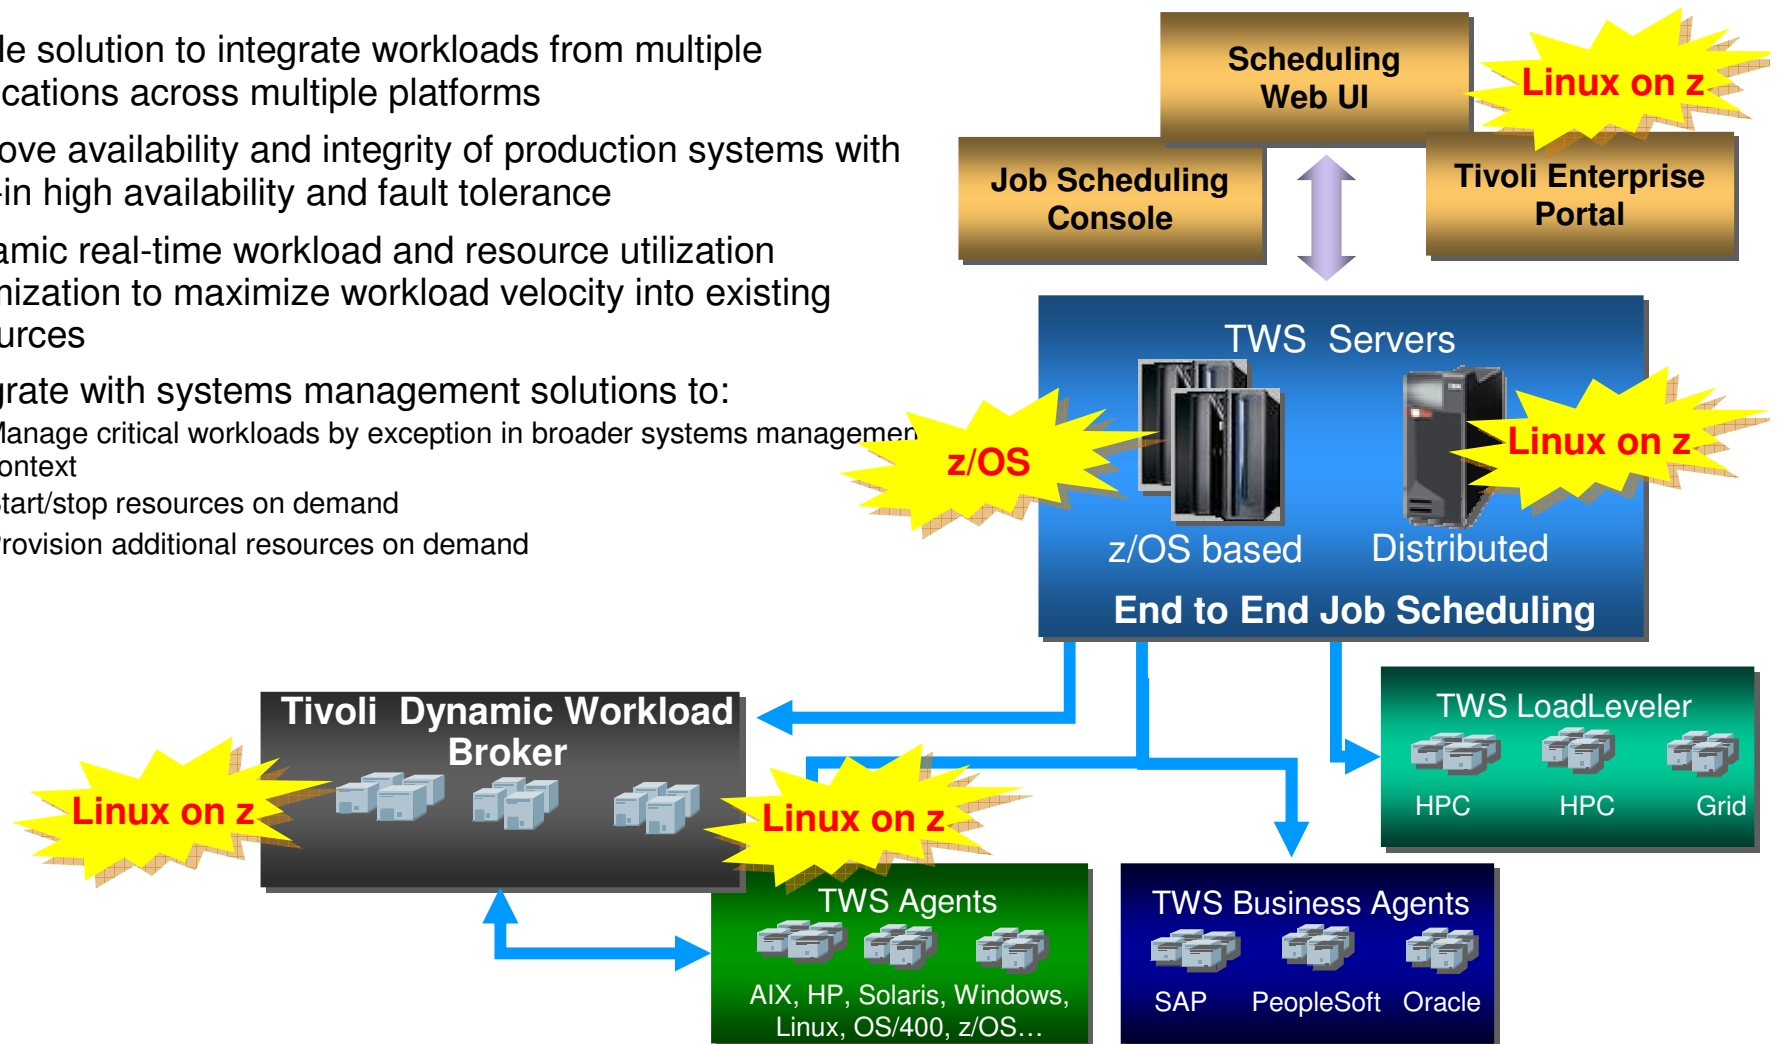 le solution to integrate workloads from multiple
cations across multiple platforms
ove availability and integrity of production systems with
-in high availability and fault tolerance
amic real-time workload and resource utilization
mization to maximize workload velocity into existing
urces
grate with systems management solutions to:
Manage critical workloads by exception in broader systems managemen
ontext
Start/stop resources on demand
Provision additional resources on demand
Scheduling
Web UI
Linux on z
Job Scheduling
Console
Tivoli Enterprise
Portal
TWS Servers
z/OS
Linux on z
z/OS based
Distributed
End to End Job Scheduling
Tivoli Dynamic Workload
Broker
Linux on z
Linux on z
TWS LoadLeveler
HPC
HPC
Grid
TWS Agents
AIX, HP, Solaris, Windows,
Linux, OS/400, z/OS…
TWS Business Agents
SAP
PeopleSoft
Oracle